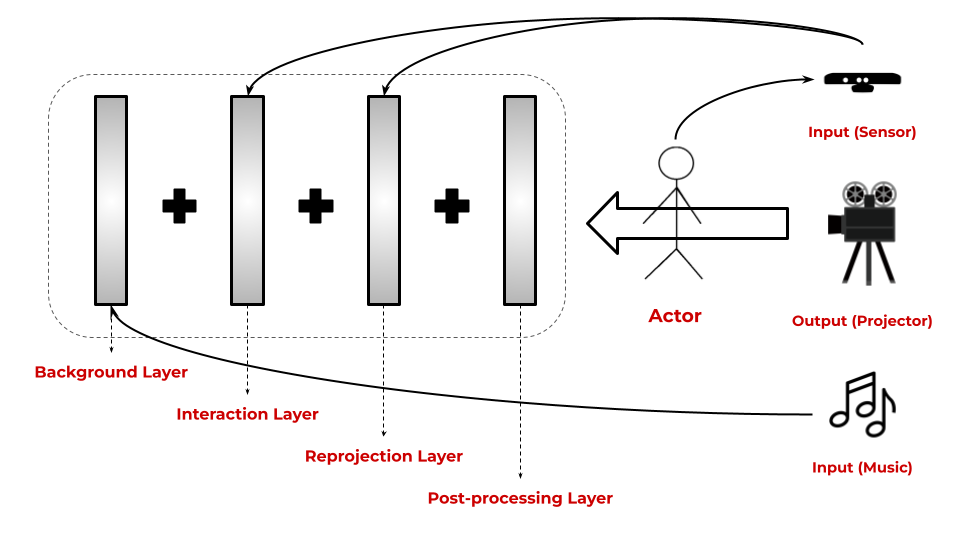 Input (Sensor)
Actor
Output (Projector)
Background Layer
Interaction Layer
Reprojection Layer
Input (Music)
Post-processing Layer